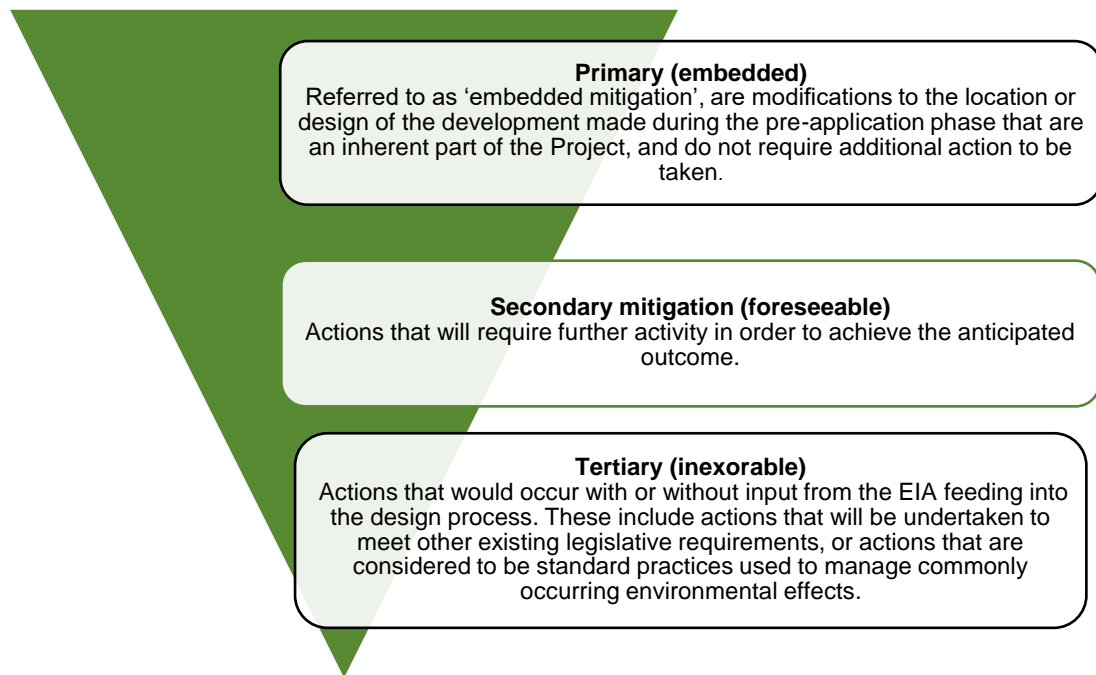 Primary (embedded)
Referred to as ‘embedded mitigation’, are modifications to the location or
design of the development made during the pre-application phase that are
an inherent part of the Project, and do not require additional action to be
taken.
Secondary mitigation (foreseeable)
Actions that will require further activity in order to achieve the anticipated
outcome.
Tertiary (inexorable)
Actions that would occur with or without input from the EIA feeding into
the design process. These include actions that will be undertaken to
meet other existing legislative requirements, or actions that are
considered to be standard practices used to manage commonly
occurring environmental effects.